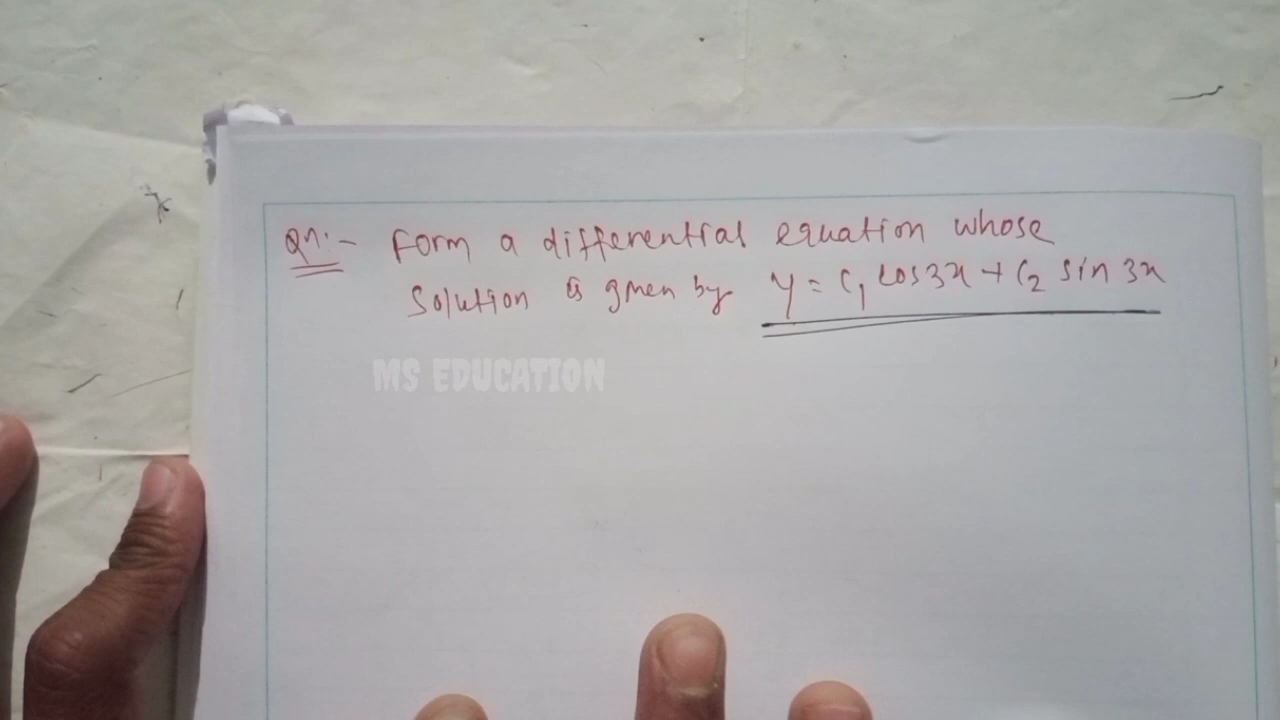 Qn:- Form a differential equation whose
Solution is given by y = C₁ cos3x + C₂ sin 3x
MS EDUCATION